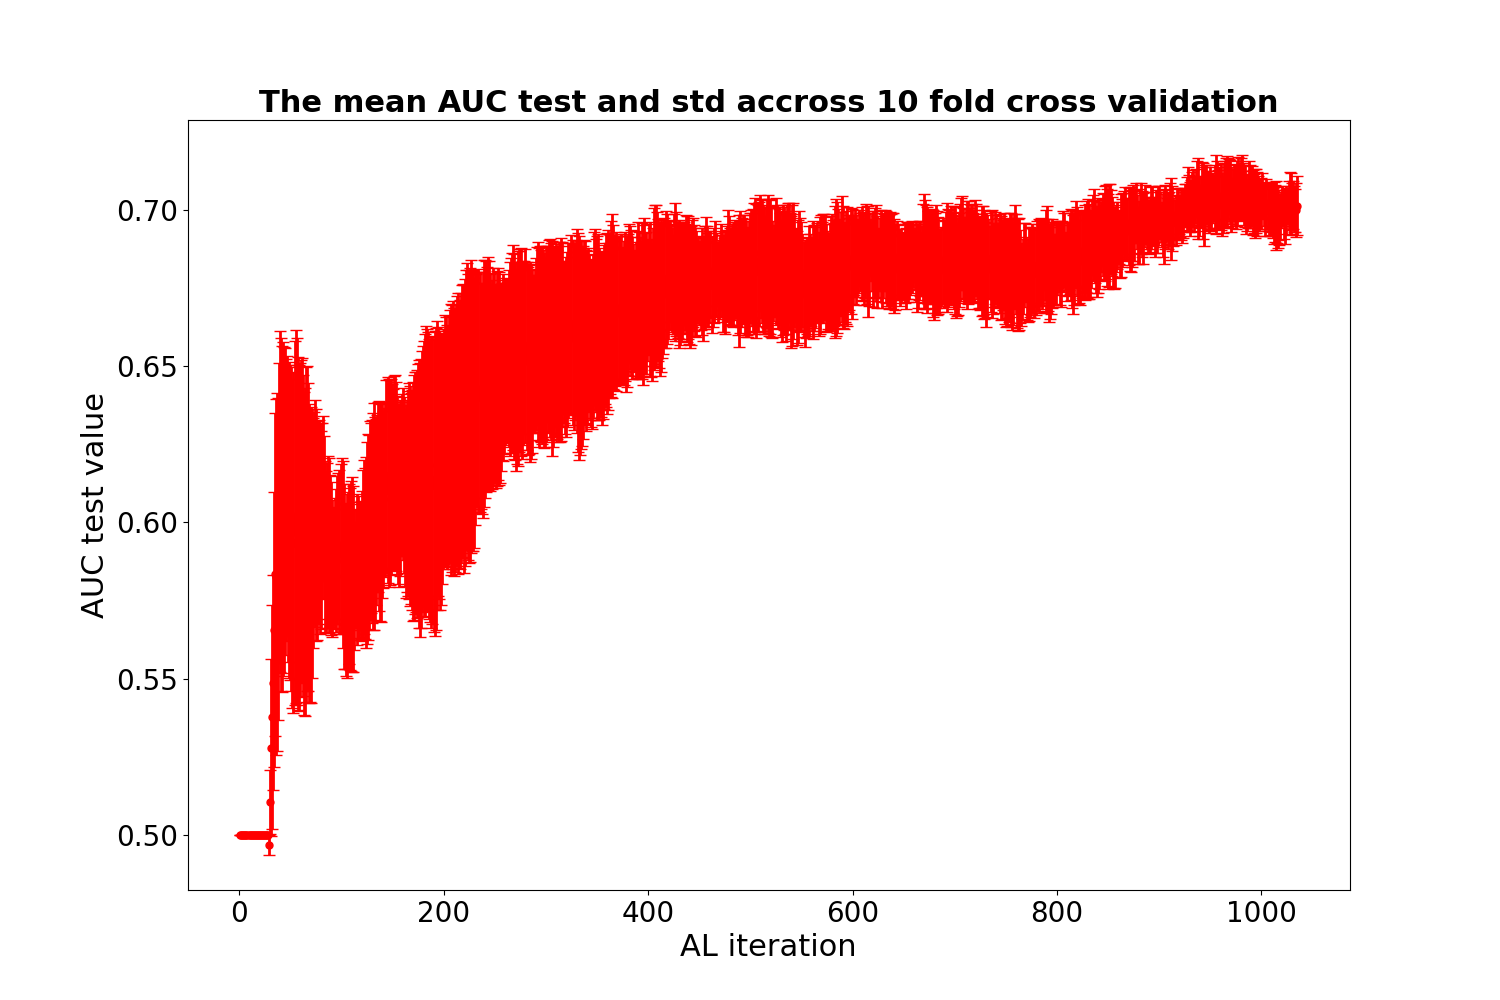 The mean AUC test and std accross 10 fold cross validation
0.70
0.65
0.60
0.55
0.50
AUC test value
0 200 400 600 800 1000
AL iteration